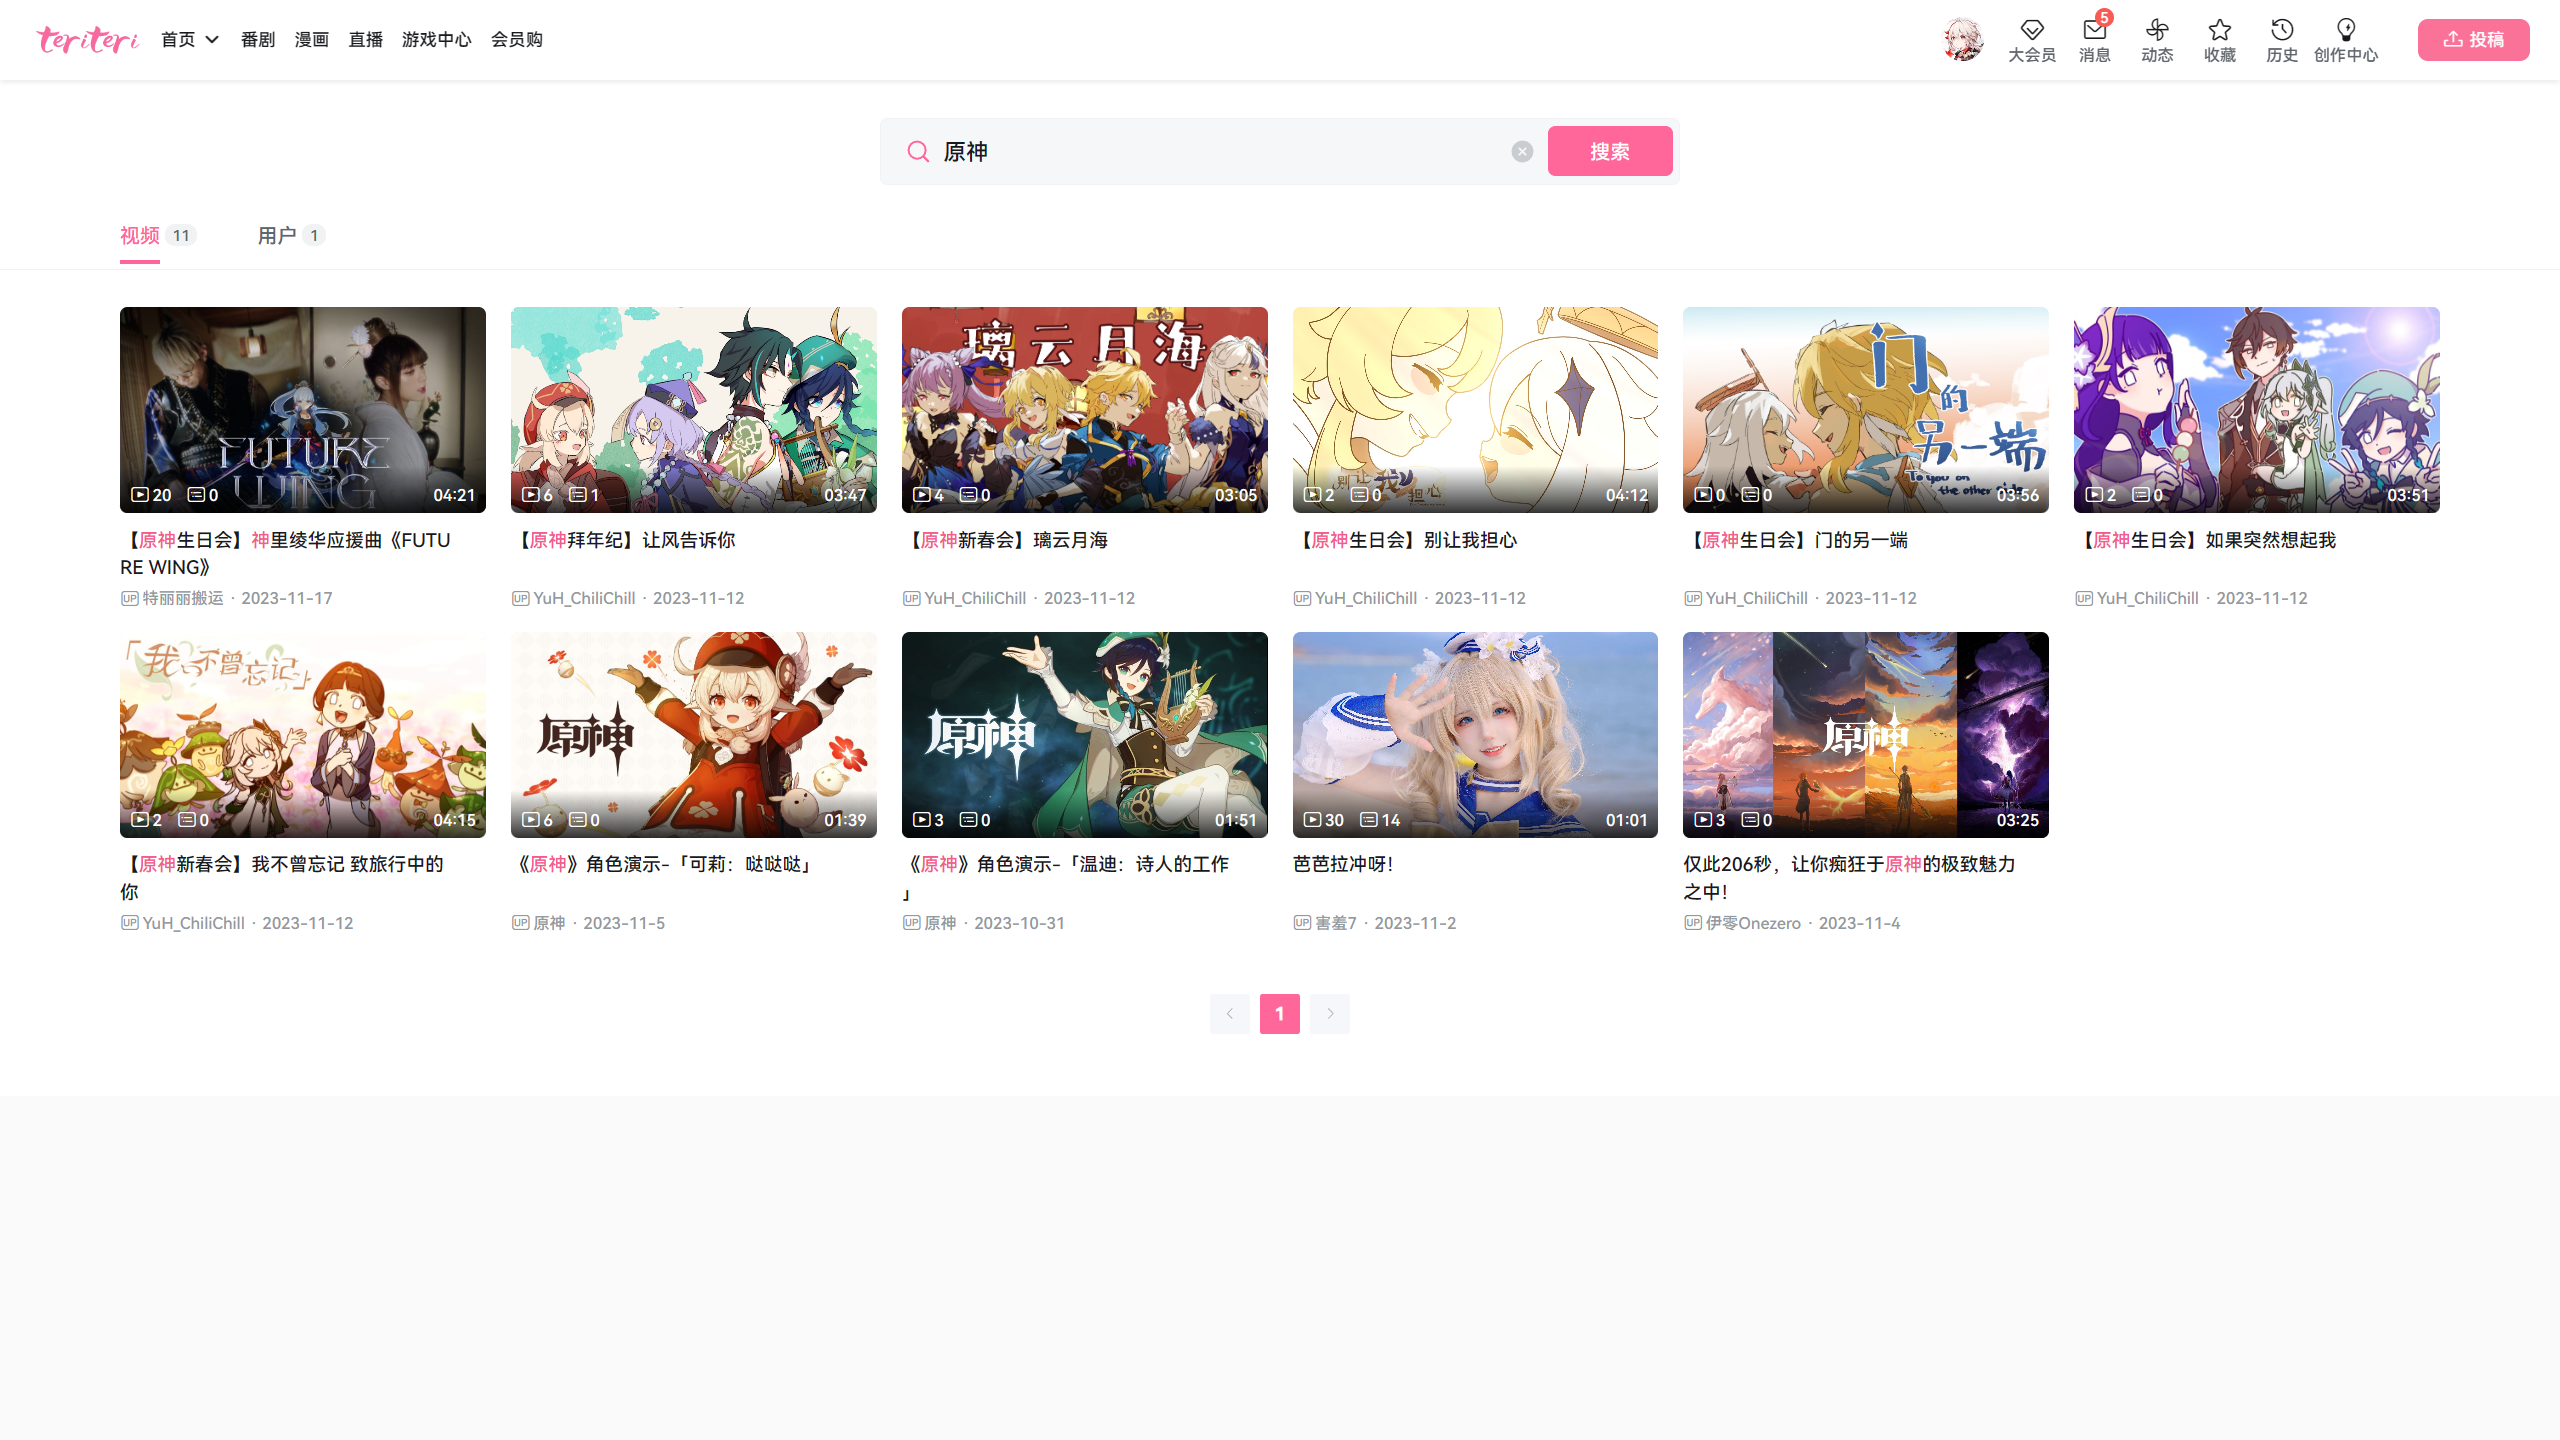 teriteri 首页 番剧 漫画 直播 游戏中心 会员购
大会员 5 消息 动态 收藏 历史 创作中心 投稿
原神 搜索
视频 11 用户 1
FUTURE
WING
20 0 04:21
6 1 03:47
璃云月海
4 0 03:05
别让我担心
2 0 04:12
门的另一端
To you on
the other side
0 0 03:56
2 0 03:51
【原神生日会】神里绫华应援曲《FUTU
RE WING》
UP 特丽丽搬运 · 2023-11-17
【原神拜年纪】让风告诉你
UP YuH_ChiliChill · 2023-11-12
【原神新春会】璃云月海
UP YuH_ChiliChill · 2023-11-12
【原神生日会】别让我担心
UP YuH_ChiliChill · 2023-11-12
【原神生日会】门的另一端
UP YuH_ChiliChill · 2023-11-12
【原神生日会】如果突然想起我
UP YuH_ChiliChill · 2023-11-12
「我不曾忘记」
2 0 04:15
原神
6 0 01:39
原神
3 0 01:51
30 14 01:01
原神
3 0 03:25
【原神新春会】我不曾忘记 致旅行中的
你
UP YuH_ChiliChill · 2023-11-12
《原神》角色演示-「可莉：哒哒哒」
UP 原神 · 2023-11-5
《原神》角色演示-「温迪：诗人的工作
」
UP 原神 · 2023-10-31
芭芭拉冲呀！
UP 害羞7 · 2023-11-2
仅此206秒，让你痴狂于原神的极致魅力
之中！
UP 伊零Onezero · 2023-11-4
1